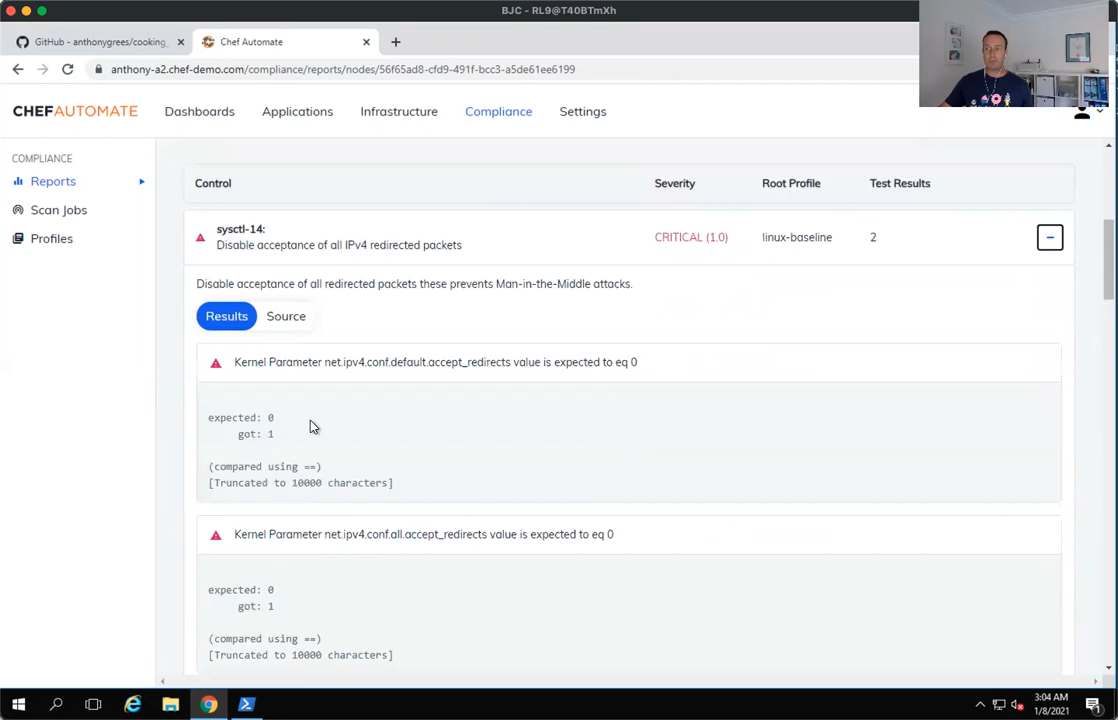 BJC - RL9@T40BTmXh
GitHub - anthonygrees/cooking_
Chef Automate
anthony-a2.chef-demo.com/compliance/reports/nodes/56f65ad8-cfd9-491f-bcc3-a5de61ee6199
CHEFAUTOMATE
Dashboards
Applications
Infrastructure
Compliance
Settings
COMPLIANCE
Reports
Scan Jobs
Profiles
Control
Severity
Root Profile
Test Results
sysctl-14:
Disable acceptance of all IPv4 redirected packets
CRITICAL (1.0)
linux-baseline
2
Disable acceptance of all redirected packets these prevents Man-in-the-Middle attacks.
Results
Source
Kernel Parameter net.ipv4.conf.default.accept_redirects value is expected to eq 0
expected: 0
got: 1
(compared using ==)
[Truncated to 10000 characters]
Kernel Parameter net.ipv4.conf.all.accept_redirects value is expected to eq 0
expected: 0
got: 1
(compared using ==)
[Truncated to 10000 characters]
3:04 AM
1/8/2021
1